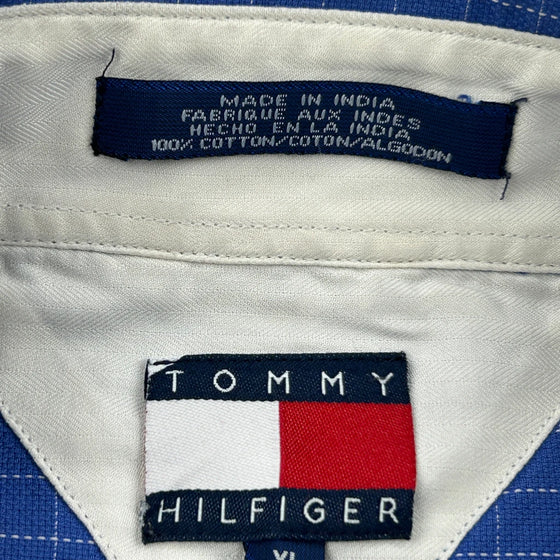 MADE IN INDIA
FABRIQUE AUX INDES
HECHO EN LA INDIA
100% COTTON/COTON/ALGODON
TOMMY
HILFIGER
XL